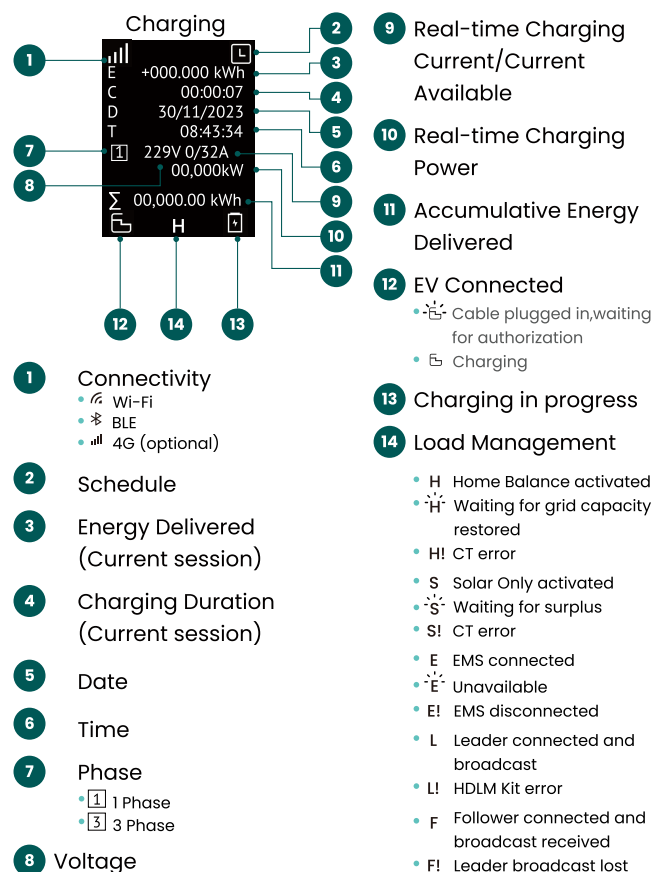 Charging
E +000.000 kWh
C 00:00:07
D 30/11/2023
T 08:43:34
1 229V 0/32A
00,000kW
∑ 00,000.00 kWh
H
1
7
8
2
3
4
5
6
9
10
11
12
14
13
1 Connectivity
Wi-Fi
BLE
4G (optional)
2 Schedule
3 Energy Delivered
(Current session)
4 Charging Duration
(Current session)
5 Date
6 Time
7 Phase
1 1 Phase
3 3 Phase
8 Voltage
9 Real-time Charging
Current/Current
Available
10 Real-time Charging
Power
11 Accumulative Energy
Delivered
12 EV Connected
Cable plugged in,waiting
for authorization
Charging
13 Charging in progress
14 Load Management
H Home Balance activated
H Waiting for grid capacity
restored
H! CT error
S Solar Only activated
S Waiting for surplus
S! CT error
E EMS connected
E Unavailable
E! EMS disconnected
L Leader connected and
broadcast
L! HDLM Kit error
F Follower connected and
broadcast received
F! Leader broadcast lost